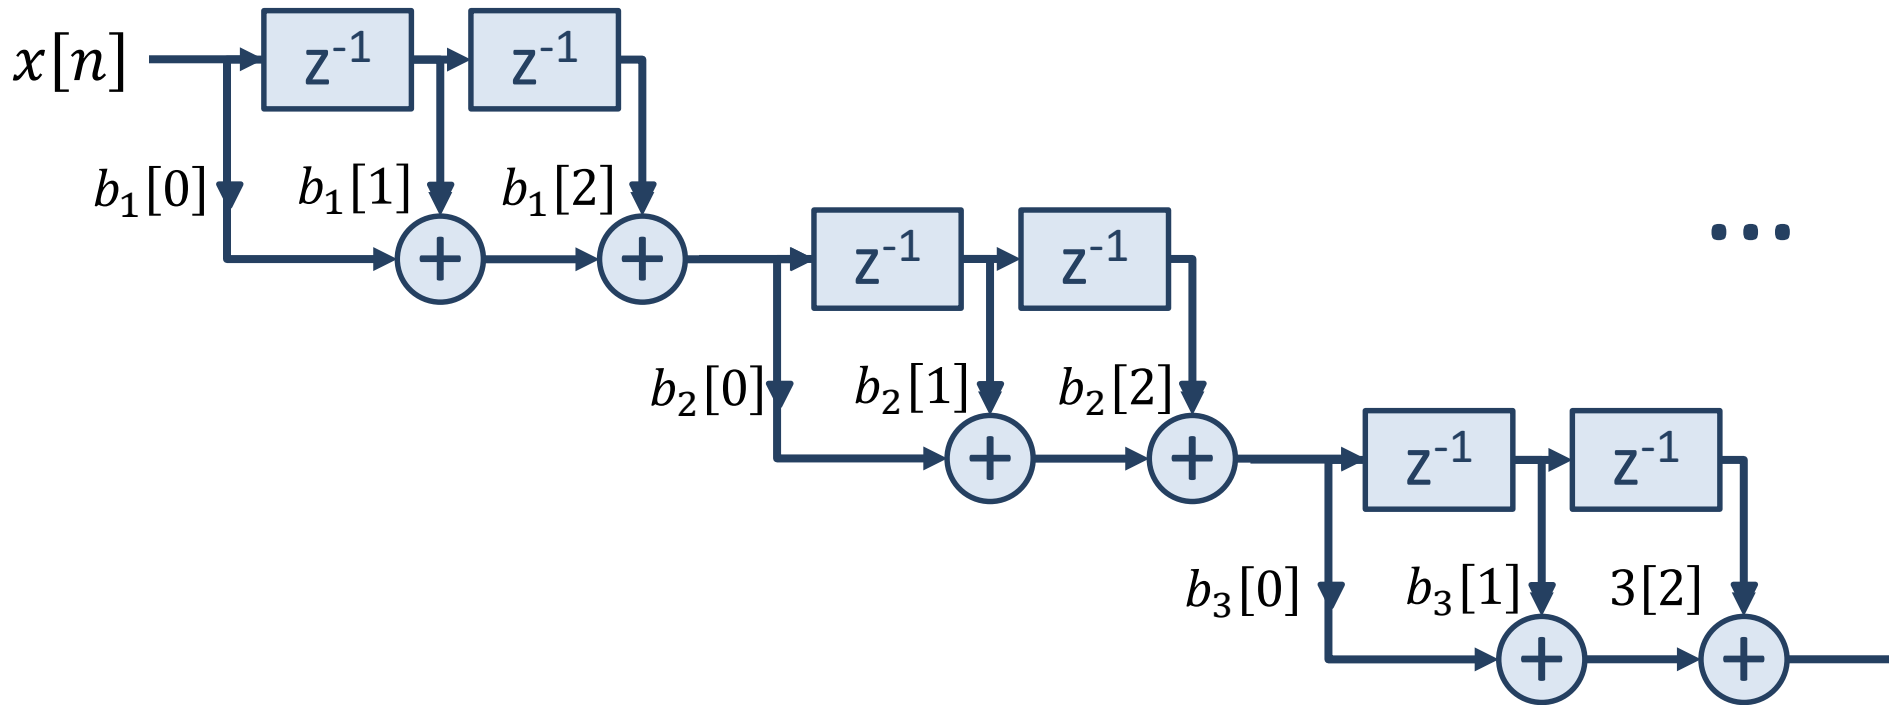 x[n] z⁻¹ z⁻¹
b₁[0] b₁[1] b₁[2]
+ +
z⁻¹ z⁻¹
...
b₂[0] b₂[1] b₂[2]
+ +
z⁻¹ z⁻¹
b₃[0] b₃[1] 3[2]
+ +